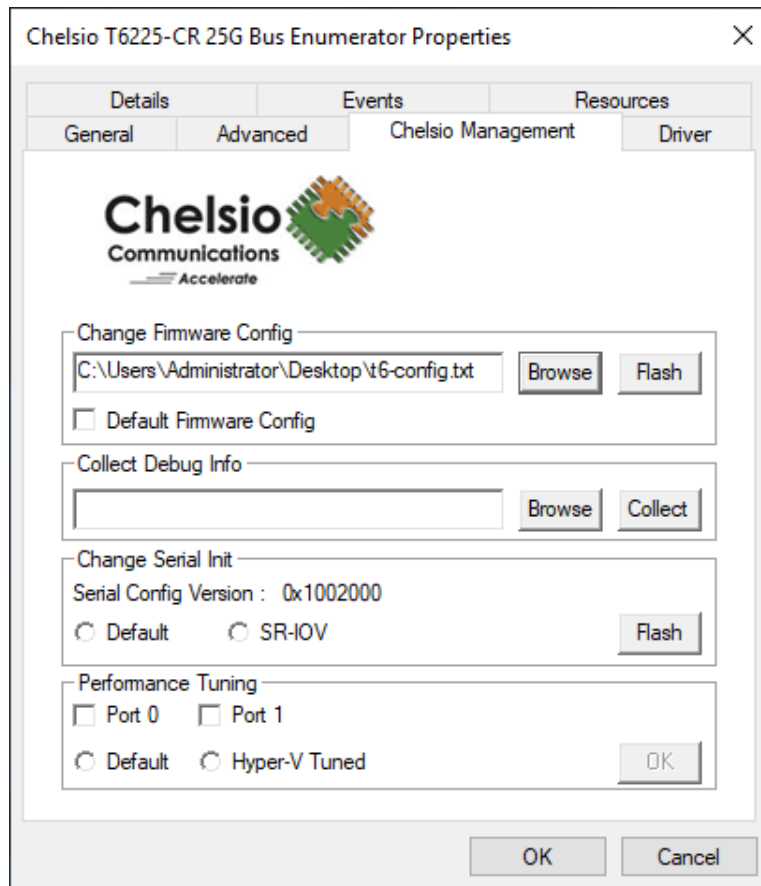 Chelsio T6225-CR 25G Bus Enumerator Properties
Details Events Resources
General Advanced Chelsio Management Driver
Chelsio
Communications
Accelerate
Change Firmware Config
C:\Users\Administrator\Desktop\t6-config.txt Browse Flash
Default Firmware Config
Collect Debug Info
Browse Collect
Change Serial Init
Serial Config Version : 0x1002000
Default SR-IOV Flash
Performance Tuning
Port 0 Port 1
Default Hyper-V Tuned OK
OK Cancel